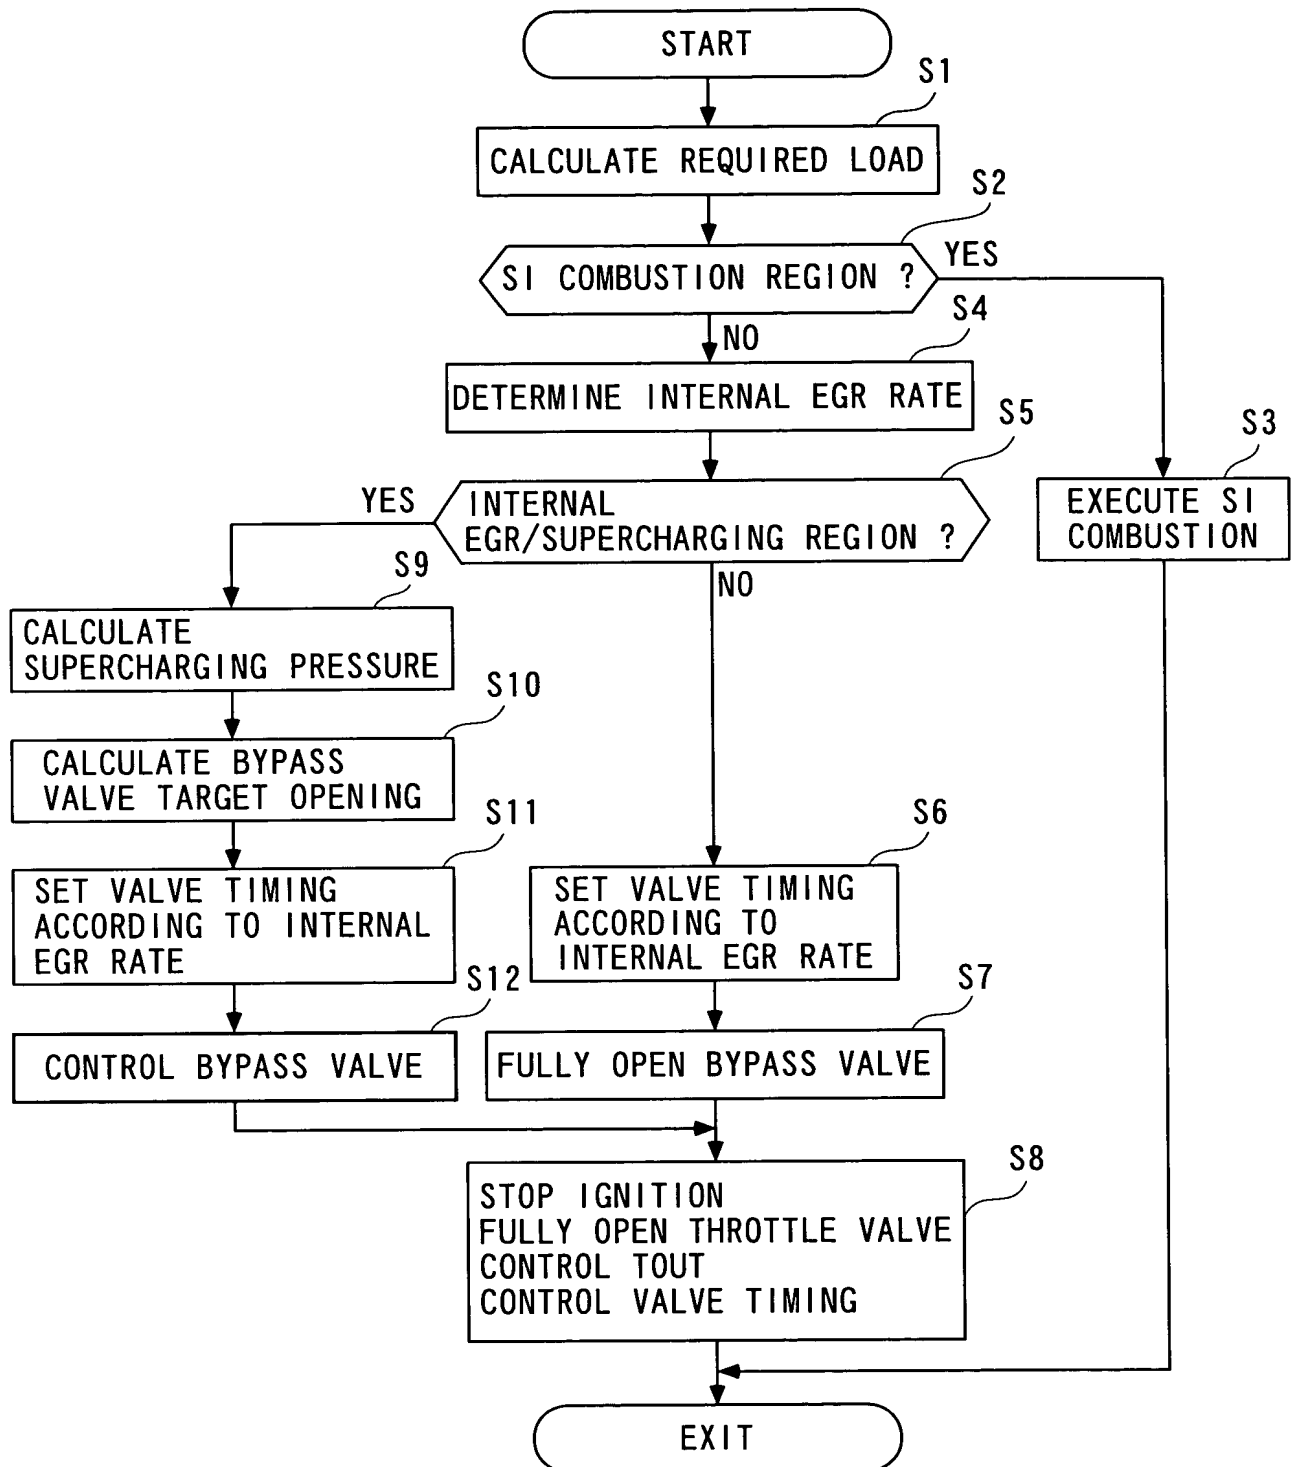 START
S1
CALCULATE REQUIRED LOAD
S2
SI COMBUSTION REGION ?
YES
NO
S4
DETERMINE INTERNAL EGR RATE
S5
S3
YES
INTERNAL
EGR/SUPERCHARGING REGION ?
EXECUTE SI
COMBUSTION
NO
S9
CALCULATE
SUPERCHARGING PRESSURE
S10
CALCULATE BYPASS
VALVE TARGET OPENING
S11
SET VALVE TIMING
ACCORDING TO INTERNAL
EGR RATE
S6
SET VALVE TIMING
ACCORDING TO
INTERNAL EGR RATE
S12
CONTROL BYPASS VALVE
S7
FULLY OPEN BYPASS VALVE
S8
STOP IGNITION
FULLY OPEN THROTTLE VALVE
CONTROL TOUT
CONTROL VALVE TIMING
EXIT